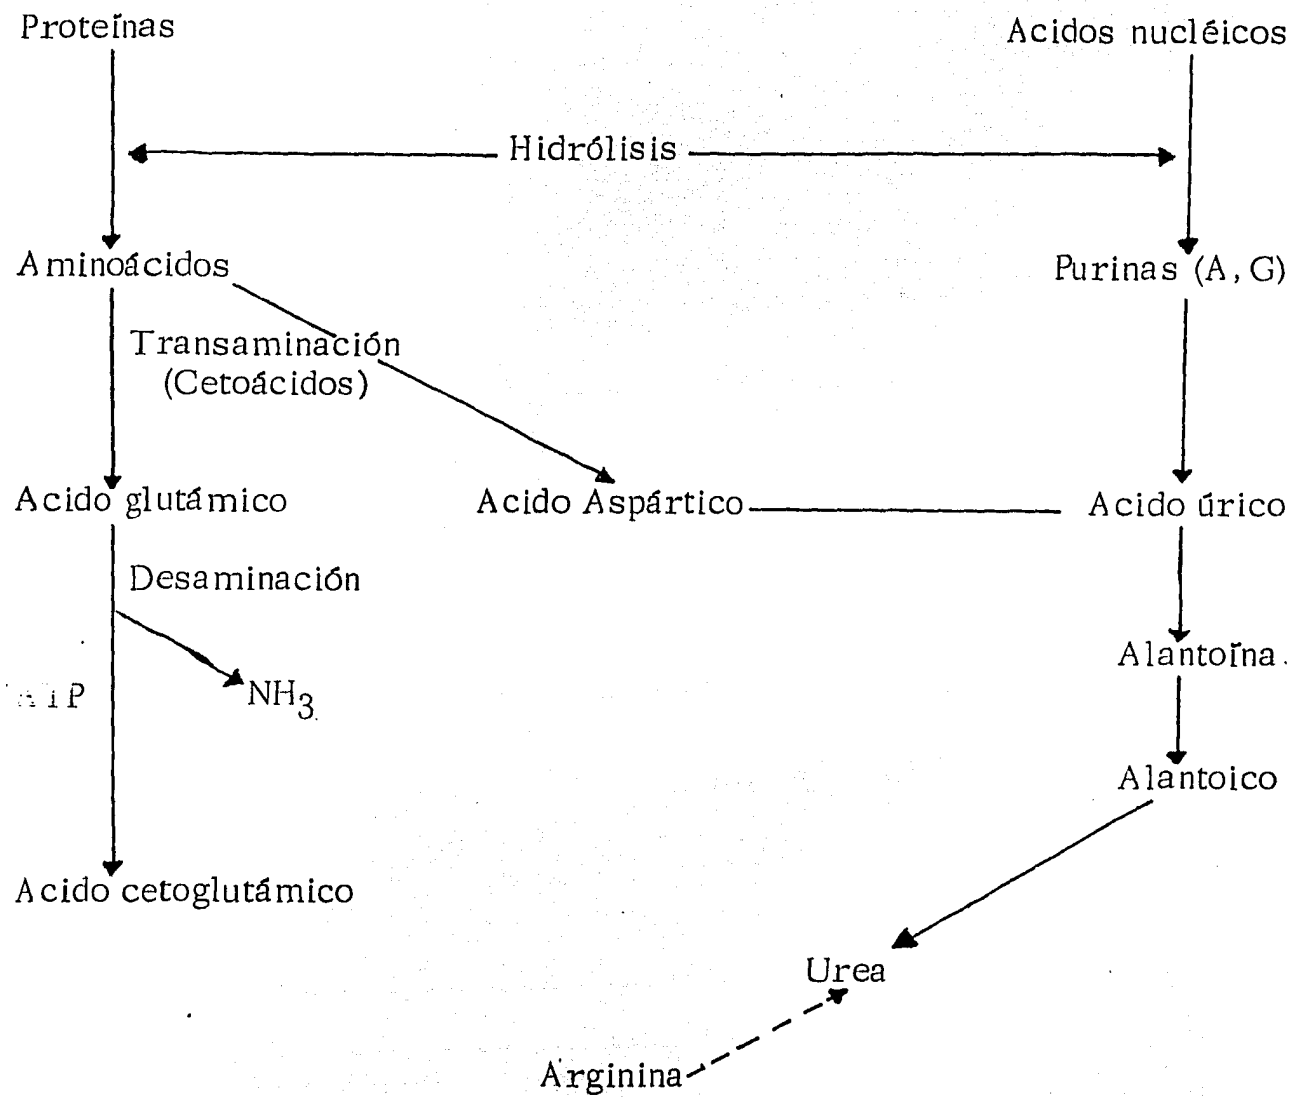 Proteínas
Acidos nucléicos
Hidrólisis
Aminoácidos
Purinas (A, G)
Transaminación
(Cetoácidos)
Acido glutámico
Acido Aspártico
Acido úrico
Desaminación
Alantoína
NH3
Alantoico
Acido cetoglutámico
Urea
Arginina